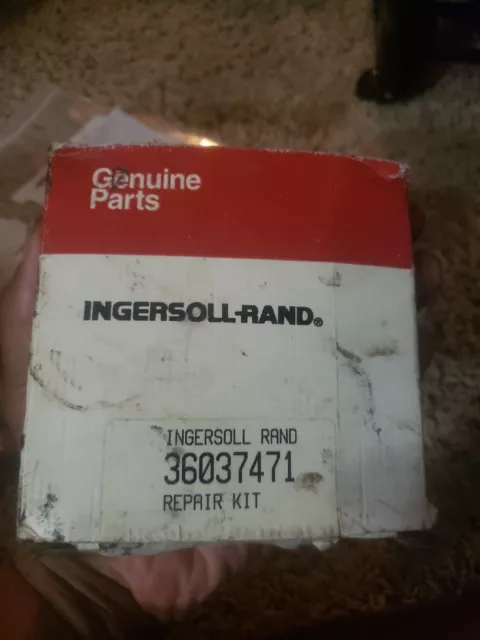 Genuine
Parts
INGERSOLL-RAND®
INGERSOLL RAND
36037471
REPAIR KIT